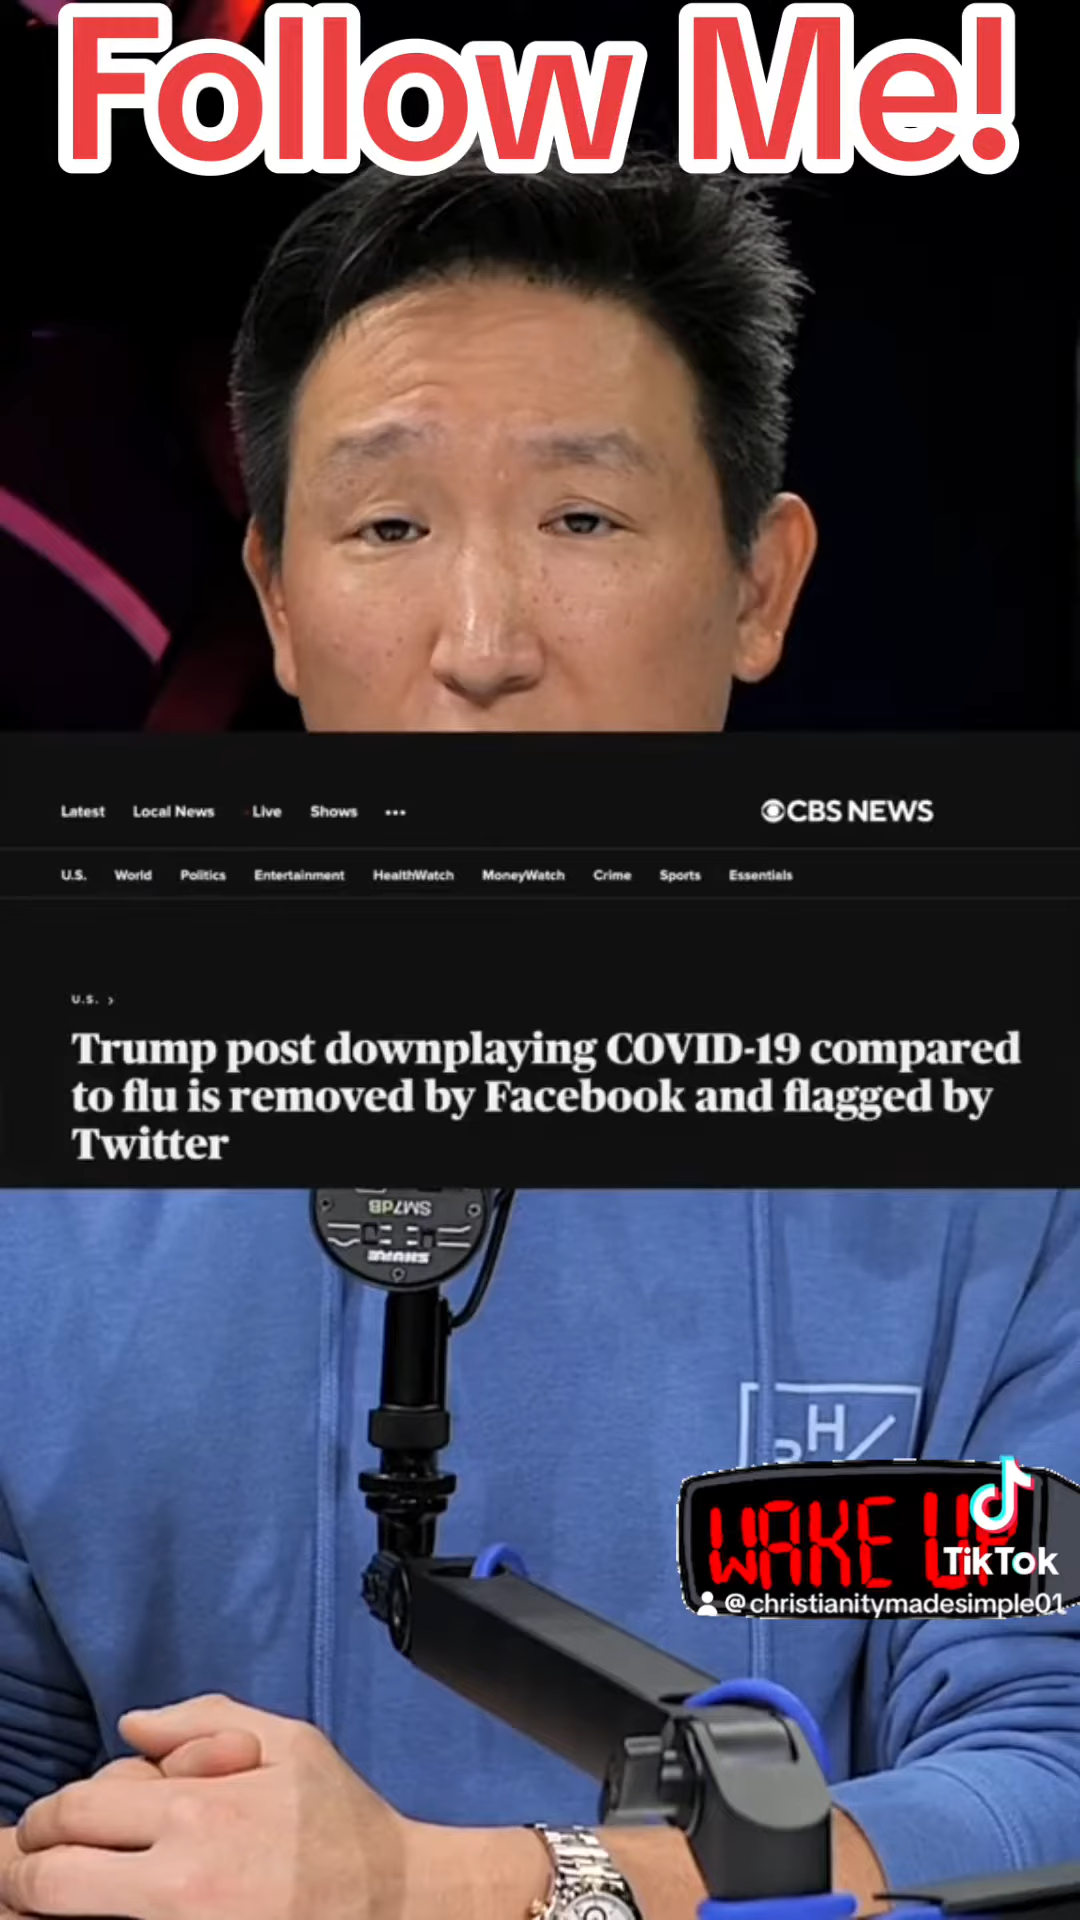 Follow Me!
Latest Local News Live Shows •••
CBS NEWS
U.S. World Politics Entertainment HealthWatch MoneyWatch Crime Sports Essentials
U.S. >
Trump post downplaying COVID-19 compared
to flu is removed by Facebook and flagged by
Twitter
SM7dB
SHURE
H
WAKE UP
TikTok
@christianitymadesimple01